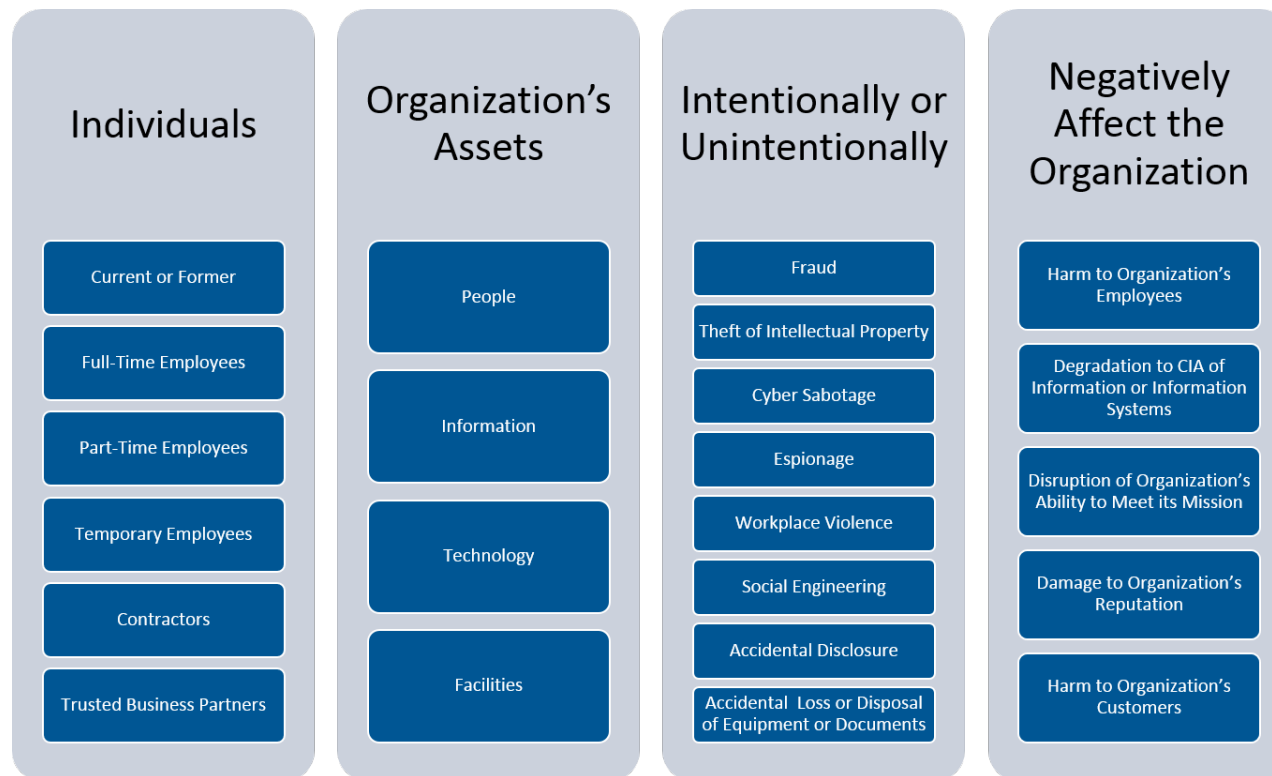 Individuals
Current or Former
Full-Time Employees
Part-Time Employees
Temporary Employees
Contractors
Trusted Business Partners
Organization’s
Assets
People
Information
Technology
Facilities
Intentionally or
Unintentionally
Fraud
Theft of Intellectual Property
Cyber Sabotage
Espionage
Workplace Violence
Social Engineering
Accidental Disclosure
Accidental Loss or Disposal
of Equipment or Documents
Negatively
Affect the
Organization
Harm to Organization’s
Employees
Degradation to CIA of
Information or Information
Systems
Disruption of Organization’s
Ability to Meet its Mission
Damage to Organization’s
Reputation
Harm to Organization’s
Customers